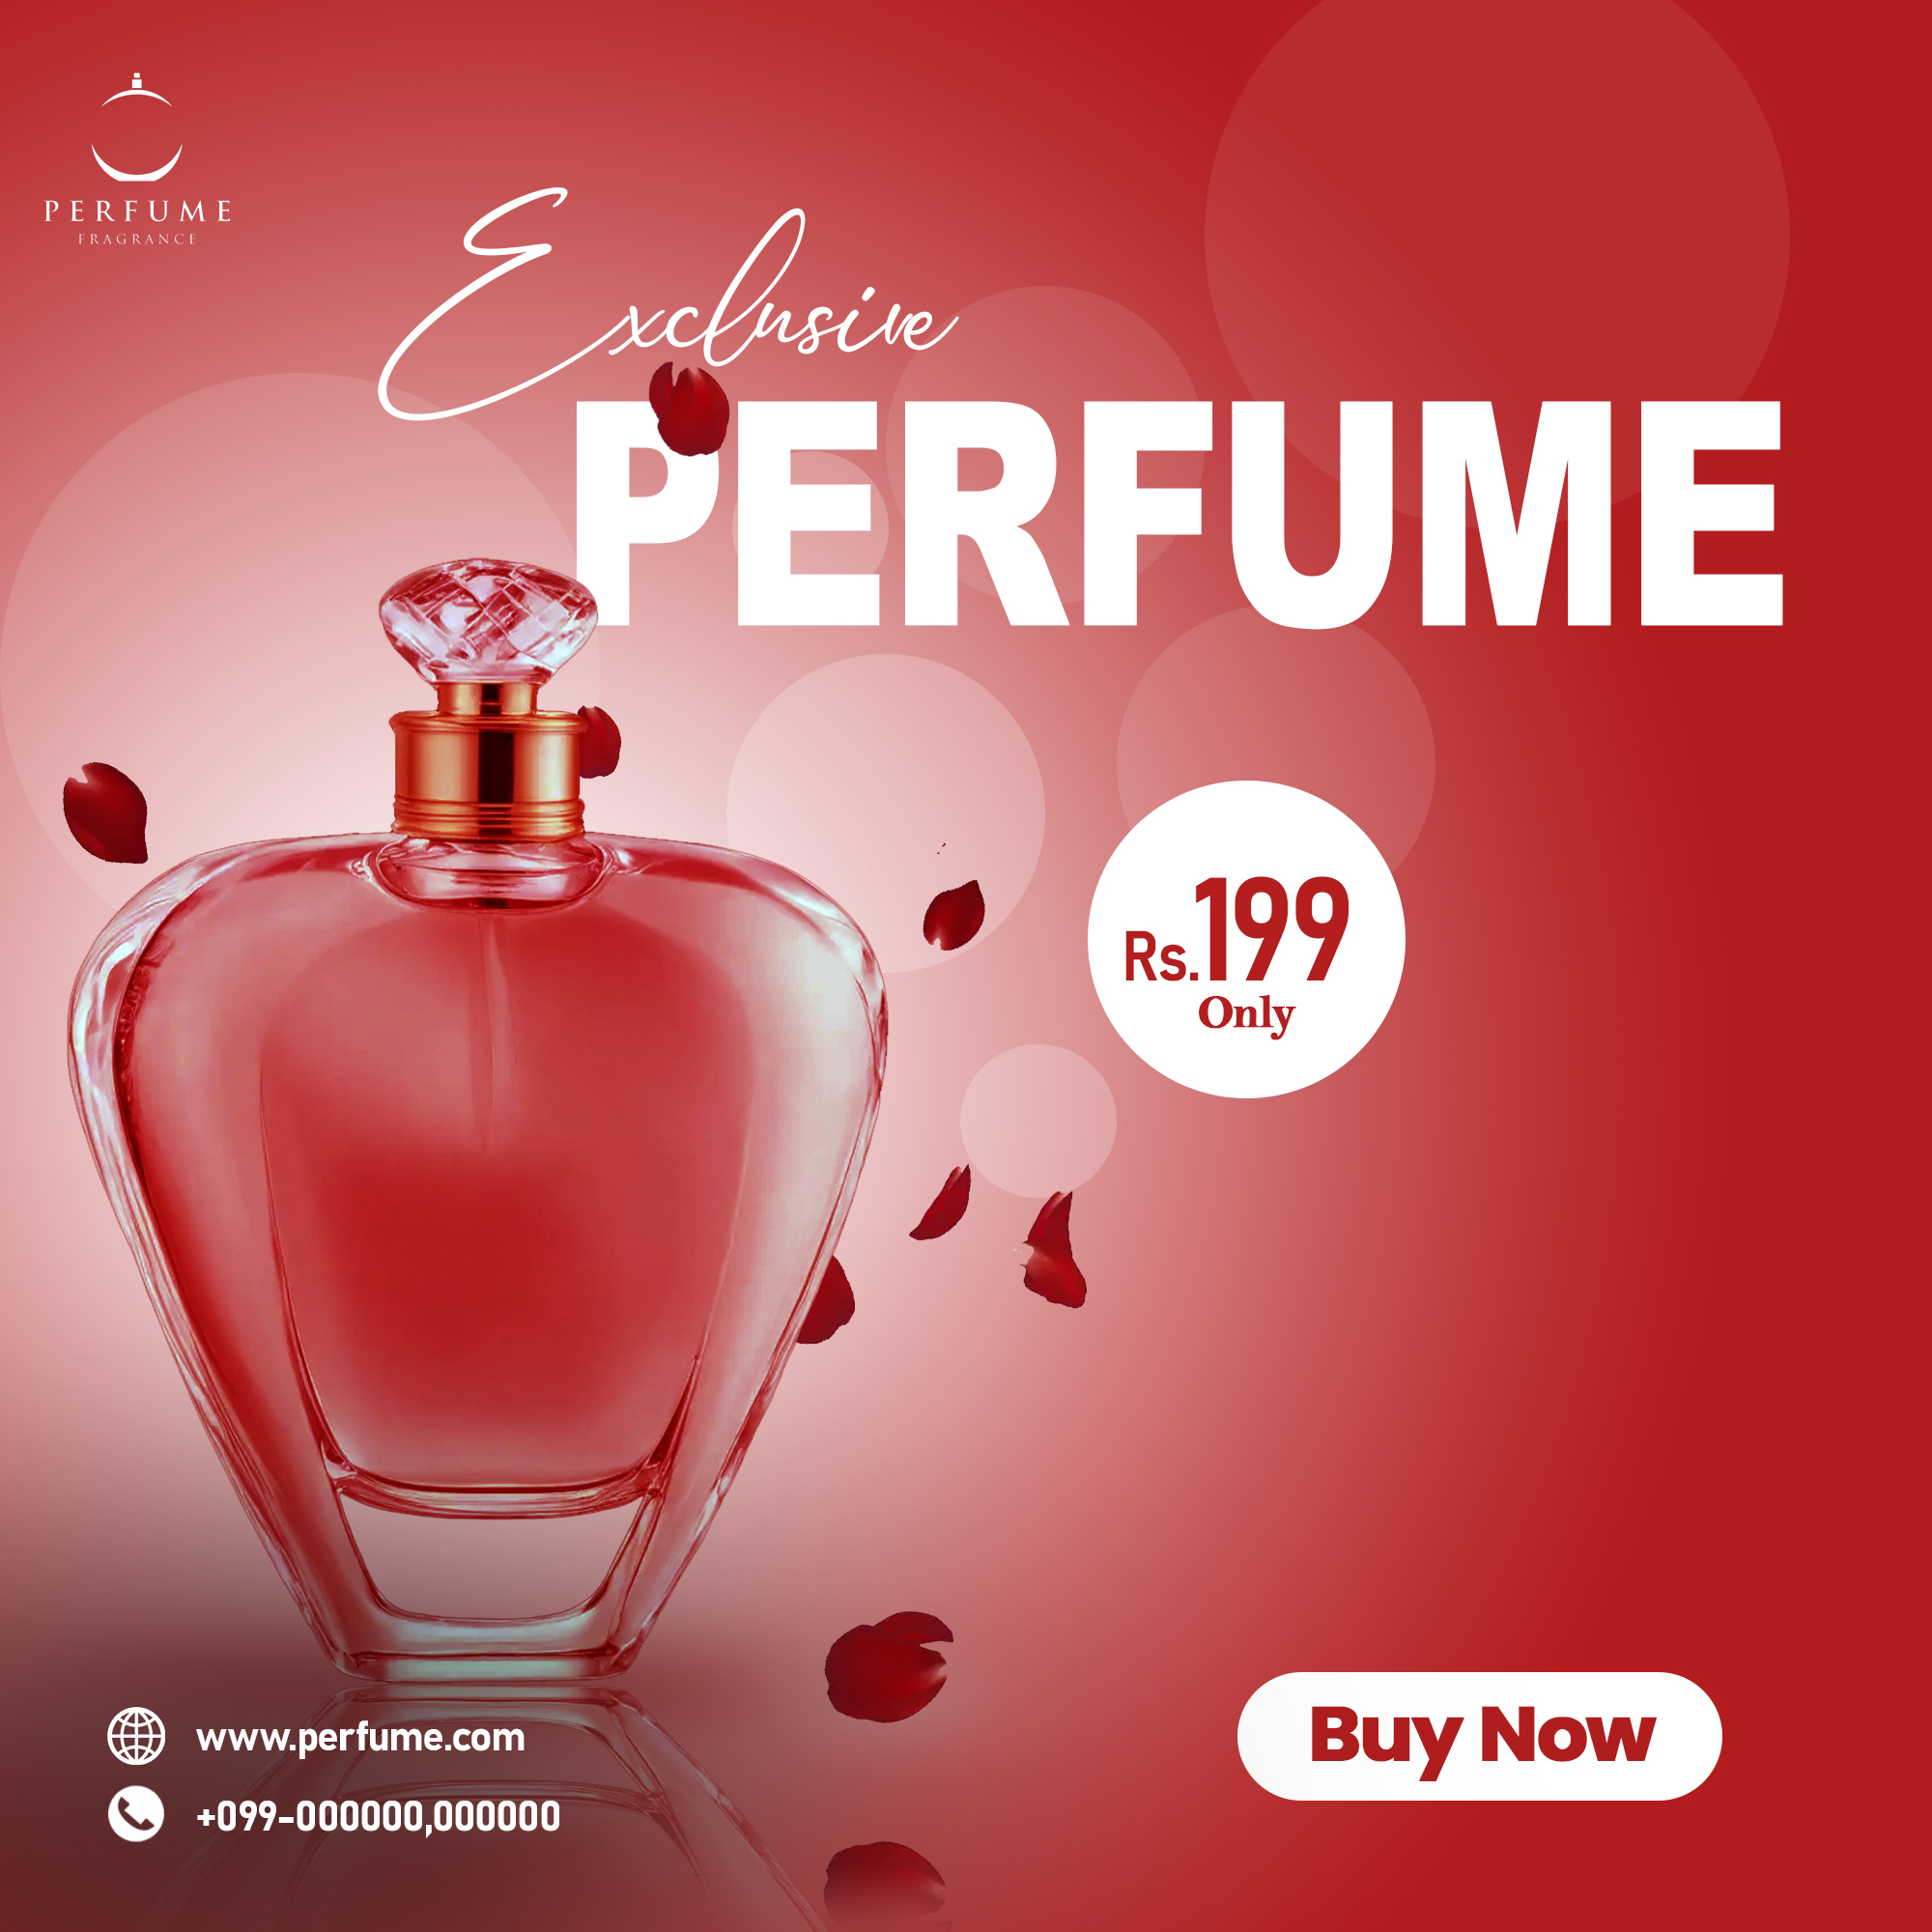 PERFUME
FRAGRANCE
Exclusive
PERFUME
Rs.199
Only
www.perfume.com
+099-000000,000000
Buy Now